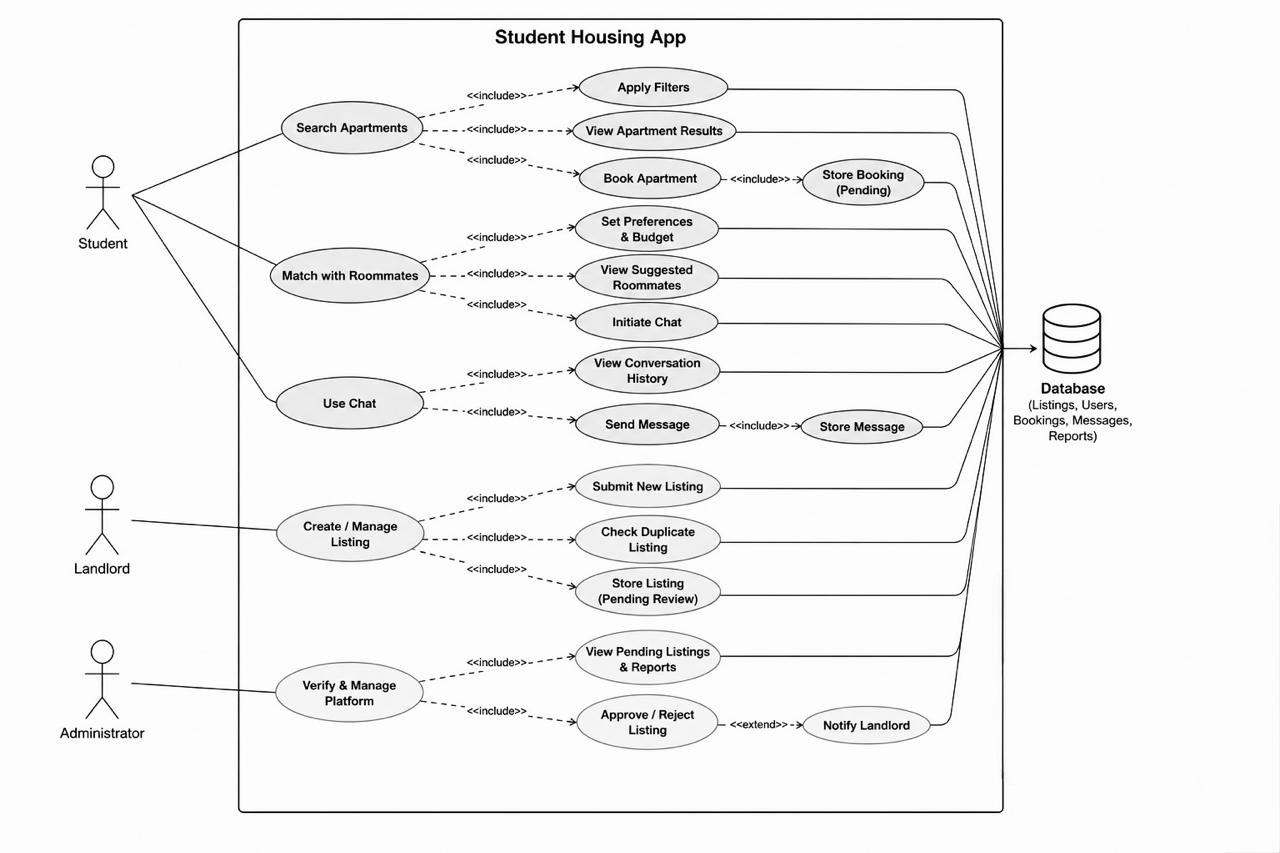 Student Housing App
Student
Landlord
Administrator
Search Apartments
<<include>>
Apply Filters
<<include>>
View Apartment Results
<<include>>
Book Apartment
<<include>>
Store Booking
(Pending)
Match with Roommates
<<include>>
Set Preferences
& Budget
<<include>>
View Suggested
Roommates
<<include>>
Initiate Chat
Use Chat
<<include>>
View Conversation
History
<<include>>
Send Message
<<include>>
Store Message
Create / Manage
Listing
<<include>>
Submit New Listing
<<include>>
Check Duplicate
Listing
<<include>>
Store Listing
(Pending Review)
Verify & Manage
Platform
<<include>>
View Pending Listings
& Reports
<<include>>
Approve / Reject
Listing
<<extend>>
Notify Landlord
Database
(Listings, Users,
Bookings, Messages,
Reports)